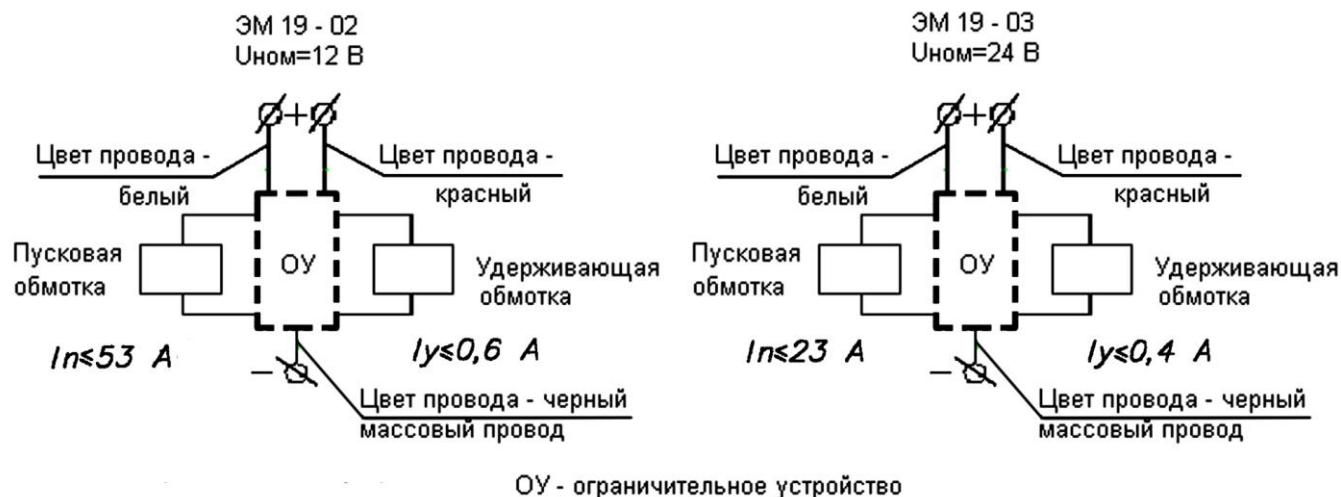 ЭМ 19 - 02
Uном=12 В
+
Цвет провода -
белый
Цвет провода -
красный
Пусковая
обмотка
ОУ
Удерживающая
обмотка
Iп≤53 А
Iу≤0,6 А
–
Цвет провода - черный
массовый провод
ЭМ 19 - 03
Uном=24 В
+
Цвет провода -
белый
Цвет провода -
красный
Пусковая
обмотка
ОУ
Удерживающая
обмотка
Iп≤23 А
Iу≤0,4 А
–
Цвет провода - черный
массовый провод
ОУ - ограничительное устройство